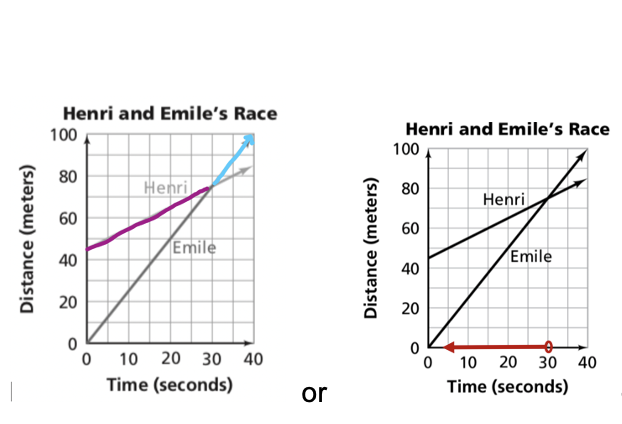 Henri and Emile's Race
Distance (meters)
100
80
60
40
20
0
Henri
Emile
0 10 20 30 40
Time (seconds)
or
Henri and Emile's Race
Distance (meters)
100
80
60
40
20
0
Henri
Emile
0 10 20 30 40
Time (seconds)